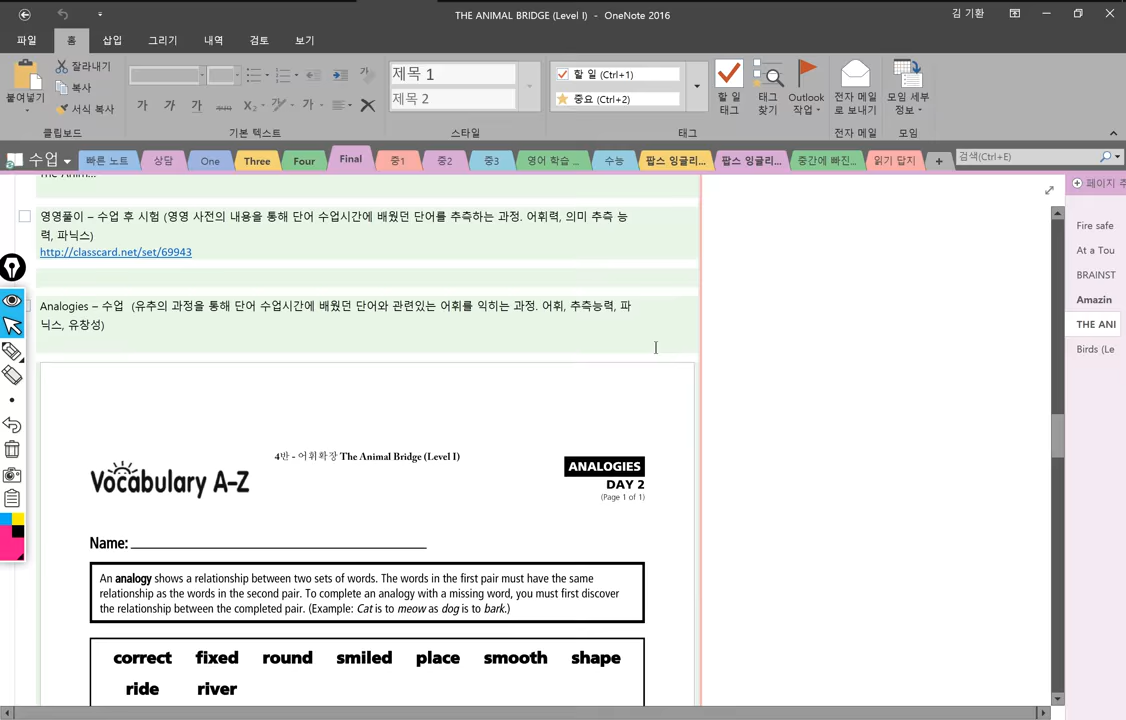 THE ANIMAL BRIDGE (Level I) - OneNote 2016
김 기환
파일 홈 삽입 그리기 내역 검토 보기
붙여넣기
잘라내기
복사
서식 복사
클립보드
가 가 가 abc X₂ 가 가
기본 텍스트
제목 1
제목 2
스타일
할 일 (Ctrl+1)
중요 (Ctrl+2)
할 일 태그
태그 찾기
Outlook 작업
태그
전자 메일로 보내기
전자 메일
모임 세부 정보
모임
수업 빠른 노트 상담 One Three Four Final 중1 중2 중3 영어 학습 ... 수능 팝스 잉글리... 팝스 잉글리... 중간에 빠진... 읽기 답지 +
검색(Ctrl+E)
The Anim...
영영풀이 – 수업 후 시험 (영영 사전의 내용을 통해 단어 수업시간에 배웠던 단어를 추측하는 과정. 어휘력, 의미 추측 능
력, 파닉스)
http://classcard.net/set/69943
Analogies – 수업 (유추의 과정을 통해 단어 수업시간에 배웠던 단어와 관련있는 어휘를 익히는 과정. 어휘, 추측능력, 파
닉스, 유창성)
4반 - 어휘확장 The Animal Bridge (Level I)
Vocabulary A–Z
ANALOGIES
DAY 2
(Page 1 of 1)
Name:
An analogy shows a relationship between two sets of words. The words in the first pair must have the same
relationship as the words in the second pair. To complete an analogy with a missing word, you must first discover
the relationship between the completed pair. (Example: Cat is to meow as dog is to bark.)
correct fixed round smiled place smooth shape
ride river
페이지 추
Fire safe
At a Tou
BRAINST
Amazin
THE ANI
Birds (Le